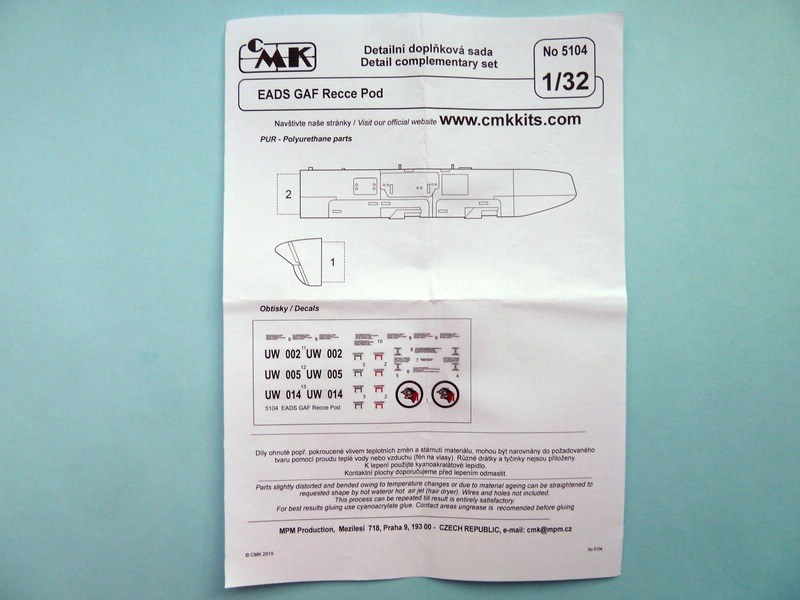 CMK
Detailní doplňková sada
Detail complementary set
No 5104
1/32
EADS GAF Recce Pod
Navštivte naše stránky / Visit our official website www.cmkkits.com
PUR - Polyurethane parts
2
1
Obtisky / Decals
UW 002 11 UW 002
12
UW 005 UW 005
13
UW 014 UW 014
5104 EADS GAF Recce Pod
Díly ohnuté popř. pokroucené vlivem teplotních změn a stárnutí materiálu, mohou být narovnány do požadovaného
tvaru pomocí proudu teplé vody nebo vzduchu (fén na vlasy). Různé drátky a tyčinky nejsou přiloženy.
K lepení použijte kyanoakralátové lepidlo.
Kontaktní plochy doporučujeme před lepením odmastit.
Parts slightly distorted and bended owing to temperature changes or due to material ageing can be straightened to
requested shape by hot wateror hot air jet (hair dryer). Wires and holes not included.
This process can be repeated till result is entirely satisfactory.
For best results gluing use cyanoacrylate glue. Contact areas ungrease is recomended before gluing
MPM Production, Mezilesí 718, Praha 9, 193 00 - CZECH REPUBLIC, e-mail: cmk@mpm.cz
© CMK 2015
No 5104